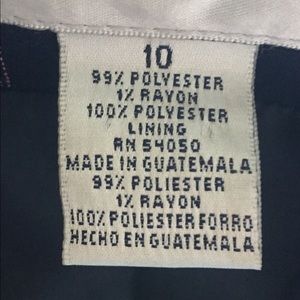 10
99% POLYESTER
1% RAYON
100% POLYESTER
LINING
RN 54050
MADE IN GUATEMALA
99% POLIESTER
1% RAYON
100% POLIESTER FORRO
HECHO EN GUATEMALA